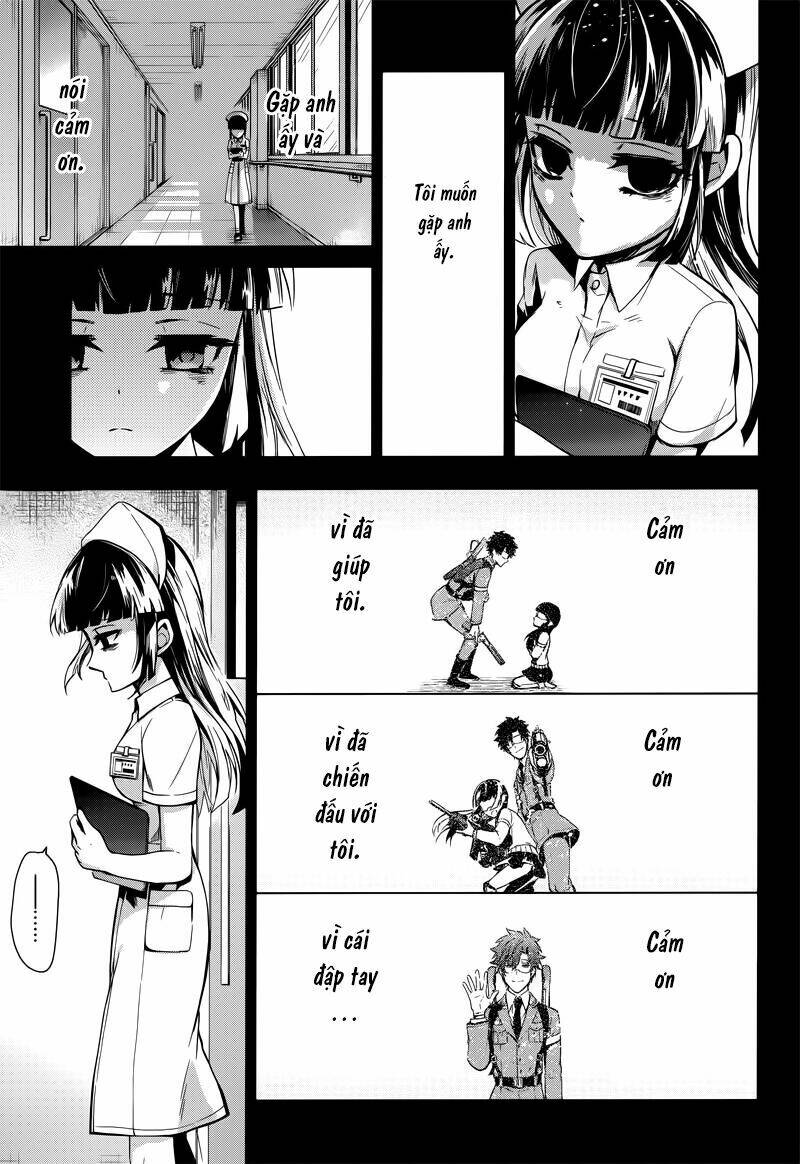 Tôi muốn
gặp anh
ấy.
Gặp anh
ấy và
nói
cảm
ơn.
Cảm
ơn
vì đã
giúp
tôi.
Cảm
ơn
vì đã
chiến
đấu với
tôi.
Cảm
ơn
vì cái
đập tay
...
.......